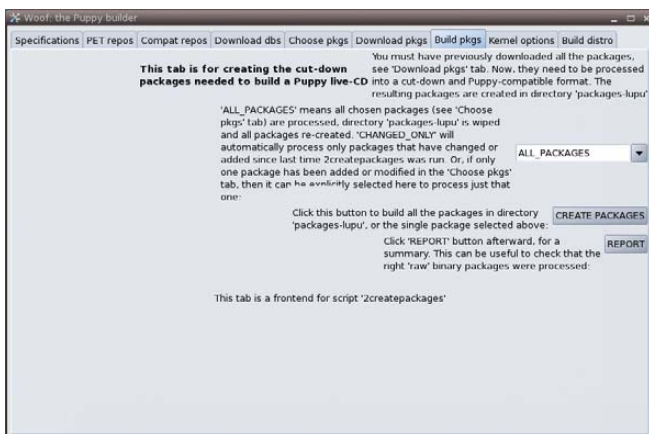 Woof: the Puppy builder
Specifications PET repos Compat repos Download dbs Choose pkgs Download pkgs Build pkgs Kernel options Build distro
This tab is for creating the cut-down
packages needed to build a Puppy live-CD
You must have previously downloaded all the packages,
see 'Download pkgs' tab. Now, they need to be processed
into a cut-down and Puppy-compatible format. The
resulting packages are created in directory 'packages-lupu'
'ALL_PACKAGES' means all chosen packages (see 'Choose
pkgs' tab) are processed, directory 'packages-lupu' is wiped
and all packages re-created. 'CHANGED_ONLY' will
automatically process only packages that have changed or
added since last time 2createpackages was run. Or, if only
one package has been added or modified in the 'Choose pkgs'
tab, then it can be explicitly selected here to process just that
one:
ALL_PACKAGES
Click this button to build all the packages in directory
'packages-lupu', or the single package selected above:
CREATE PACKAGES
Click 'REPORT' button afterward, for a
summary. This can be useful to check that the
right 'raw' binary packages were processed:
REPORT
This tab is a frontend for script '2createpackages'